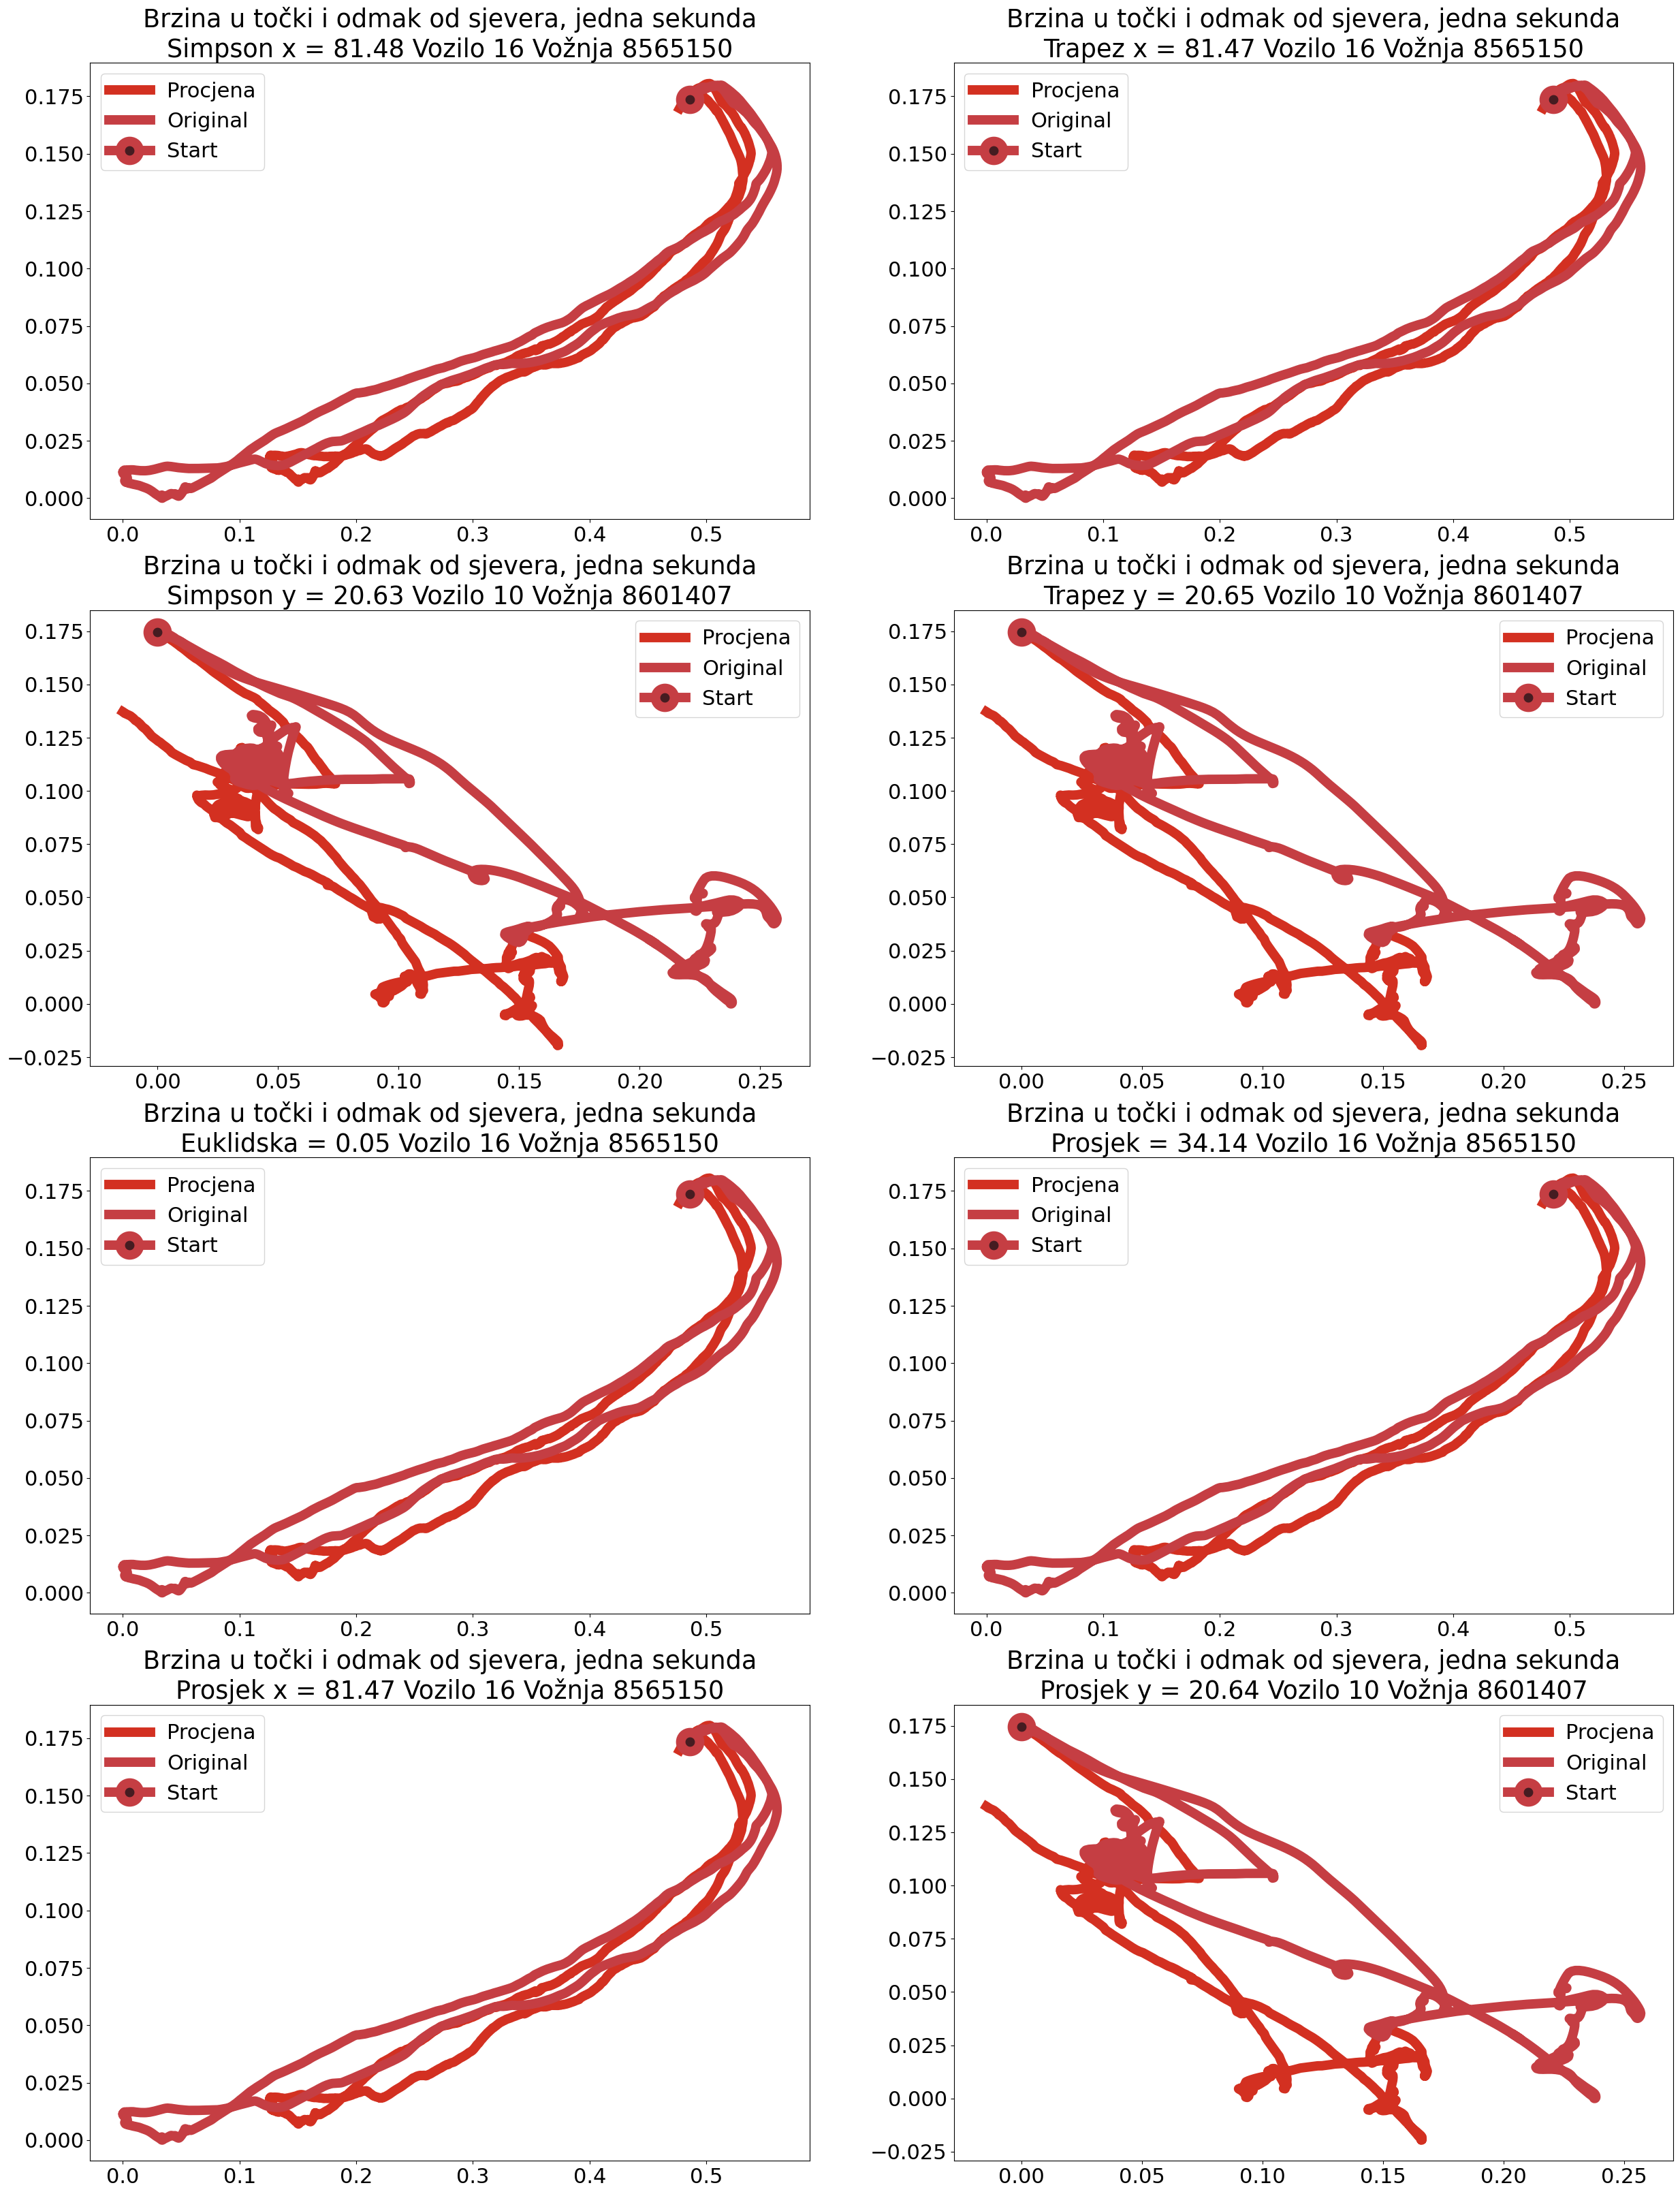 Brzina u točki i odmak od sjevera, jedna sekunda
Simpson x = 81.48 Vozilo 16 Vožnja 8565150
Procjena
Original
Start
0.175
0.150
0.125
0.100
0.075
0.050
0.025
0.000
0.0 0.1 0.2 0.3 0.4 0.5
Brzina u točki i odmak od sjevera, jedna sekunda
Trapez x = 81.47 Vozilo 16 Vožnja 8565150
Procjena
Original
Start
0.175
0.150
0.125
0.100
0.075
0.050
0.025
0.000
0.0 0.1 0.2 0.3 0.4 0.5
Brzina u točki i odmak od sjevera, jedna sekunda
Simpson y = 20.63 Vozilo 10 Vožnja 8601407
Procjena
Original
Start
0.175
0.150
0.125
0.100
0.075
0.050
0.025
0.000
−0.025
0.00 0.05 0.10 0.15 0.20 0.25
Brzina u točki i odmak od sjevera, jedna sekunda
Trapez y = 20.65 Vozilo 10 Vožnja 8601407
Procjena
Original
Start
0.175
0.150
0.125
0.100
0.075
0.050
0.025
0.000
−0.025
0.00 0.05 0.10 0.15 0.20 0.25
Brzina u točki i odmak od sjevera, jedna sekunda
Euklidska = 0.05 Vozilo 16 Vožnja 8565150
Procjena
Original
Start
0.175
0.150
0.125
0.100
0.075
0.050
0.025
0.000
0.0 0.1 0.2 0.3 0.4 0.5
Brzina u točki i odmak od sjevera, jedna sekunda
Prosjek = 34.14 Vozilo 16 Vožnja 8565150
Procjena
Original
Start
0.175
0.150
0.125
0.100
0.075
0.050
0.025
0.000
0.0 0.1 0.2 0.3 0.4 0.5
Brzina u točki i odmak od sjevera, jedna sekunda
Prosjek x = 81.47 Vozilo 16 Vožnja 8565150
Procjena
Original
Start
0.175
0.150
0.125
0.100
0.075
0.050
0.025
0.000
0.0 0.1 0.2 0.3 0.4 0.5
Brzina u točki i odmak od sjevera, jedna sekunda
Prosjek y = 20.64 Vozilo 10 Vožnja 8601407
Procjena
Original
Start
0.175
0.150
0.125
0.100
0.075
0.050
0.025
0.000
−0.025
0.00 0.05 0.10 0.15 0.20 0.25